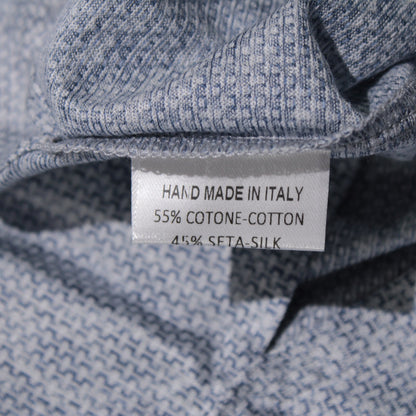 HAND MADE IN ITALY
55% COTONE-COTTON
45% SETA-SILK